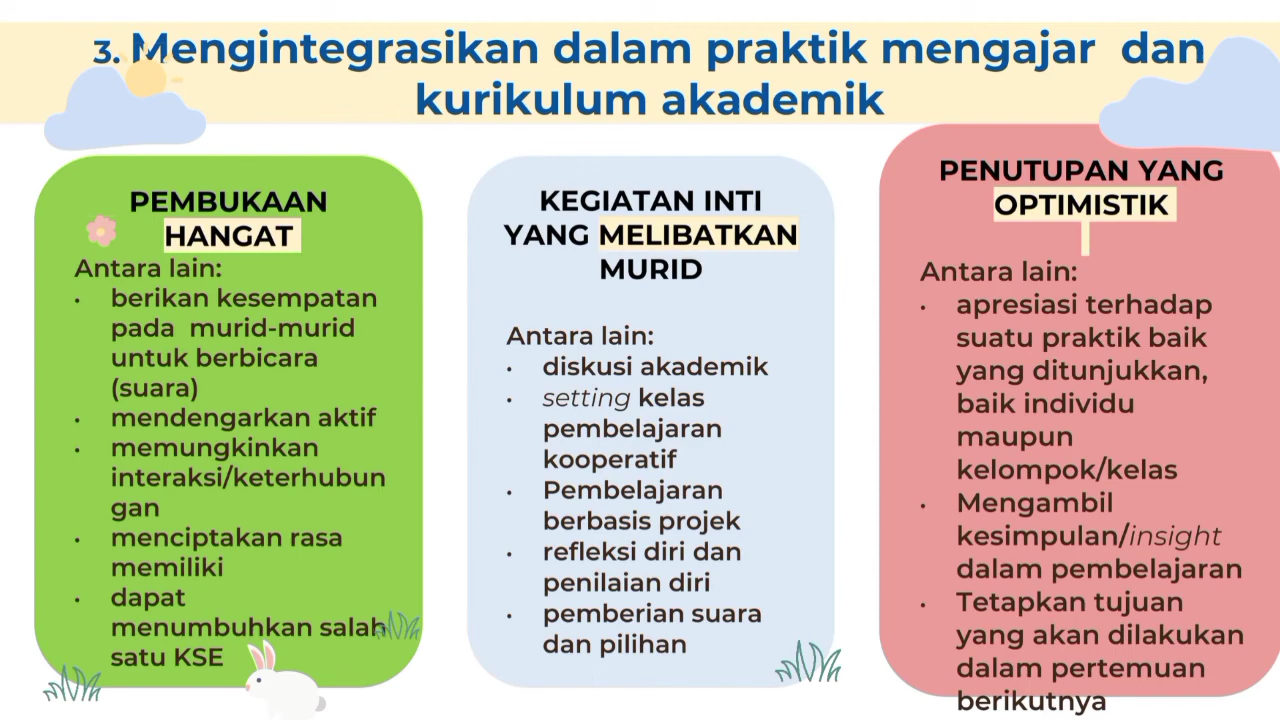 3. Mengintegrasikan dalam praktik mengajar dan
kurikulum akademik
PEMBUKAAN
HANGAT
Antara lain:
• berikan kesempatan
pada murid-murid
untuk berbicara
(suara)
• mendengarkan aktif
• memungkinkan
interaksi/keterhubun
gan
• menciptakan rasa
memiliki
• dapat
menumbuhkan salah
satu KSE
KEGIATAN INTI
YANG MELIBATKAN
MURID
Antara lain:
• diskusi akademik
• setting kelas
pembelajaran
kooperatif
• Pembelajaran
berbasis projek
• refleksi diri dan
penilaian diri
• pemberian suara
dan pilihan
PENUTUPAN YANG
OPTIMISTIK
Antara lain:
• apresiasi terhadap
suatu praktik baik
yang ditunjukkan,
baik individu
maupun
kelompok/kelas
• Mengambil
kesimpulan/insight
dalam pembelajaran
• Tetapkan tujuan
yang akan dilakukan
dalam pertemuan
berikutnya